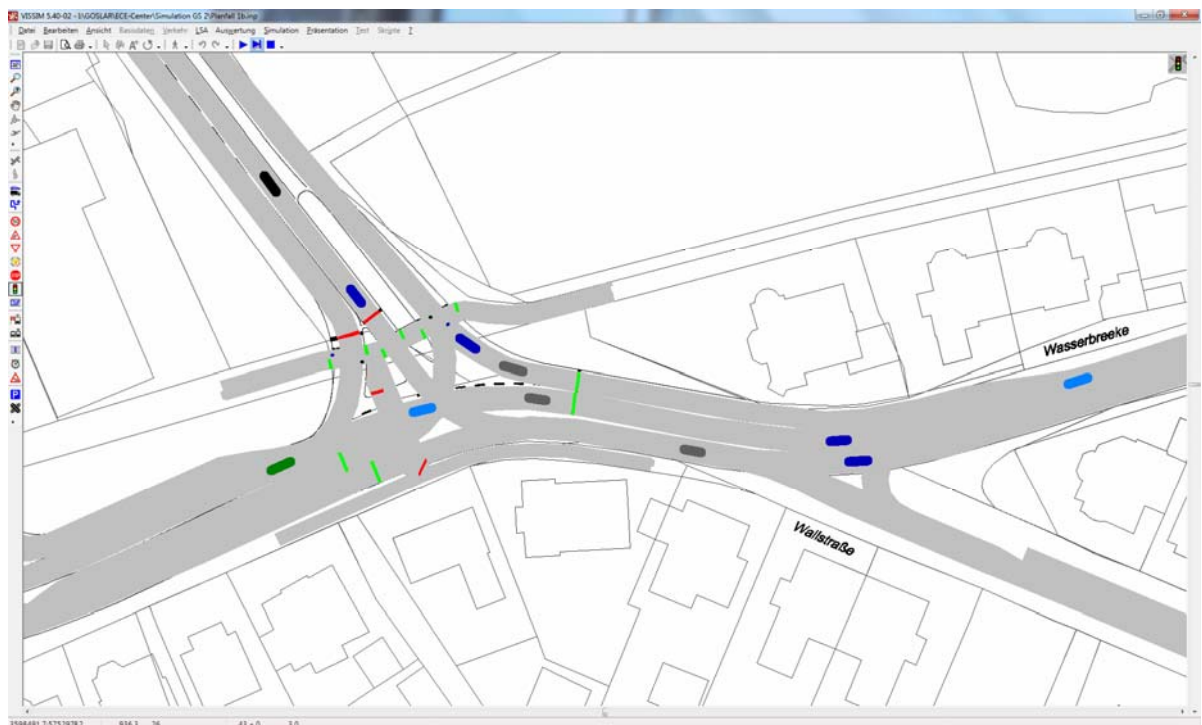 VISSIM 5.40-02 - I:\GOSLAR\ECE-Center\Simulation GS 2\Planfall 1b.inp
Datei Bearbeiten Ansicht Basisdaten Verkehr LSA Auswertung Simulation Präsentation Test Skripte ?
Wasserbreeke
Wallstraße